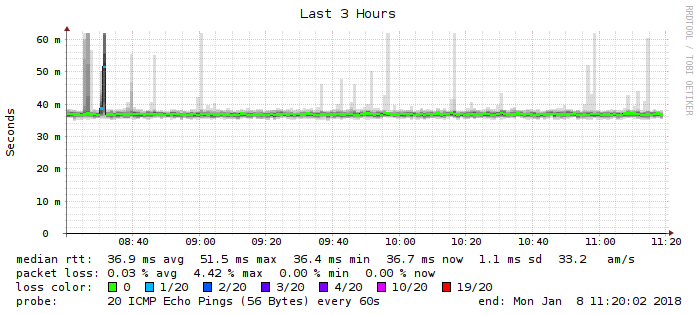 Last 3 Hours
RRDTOOL / TOBI OETIKER
Seconds
60 m
50 m
40 m
30 m
20 m
10 m
0
08:40 09:00 09:20 09:40 10:00 10:20 10:40 11:00 11:20
median rtt: 36.9 ms avg 51.5 ms max 36.4 ms min 36.7 ms now 1.1 ms sd 33.2 am/s
packet loss: 0.03 % avg 4.42 % max 0.00 % min 0.00 % now
loss color: 0 1/20 2/20 3/20 4/20 10/20 19/20
probe: 20 ICMP Echo Pings (56 Bytes) every 60s end: Mon Jan 8 11:20:02 2018